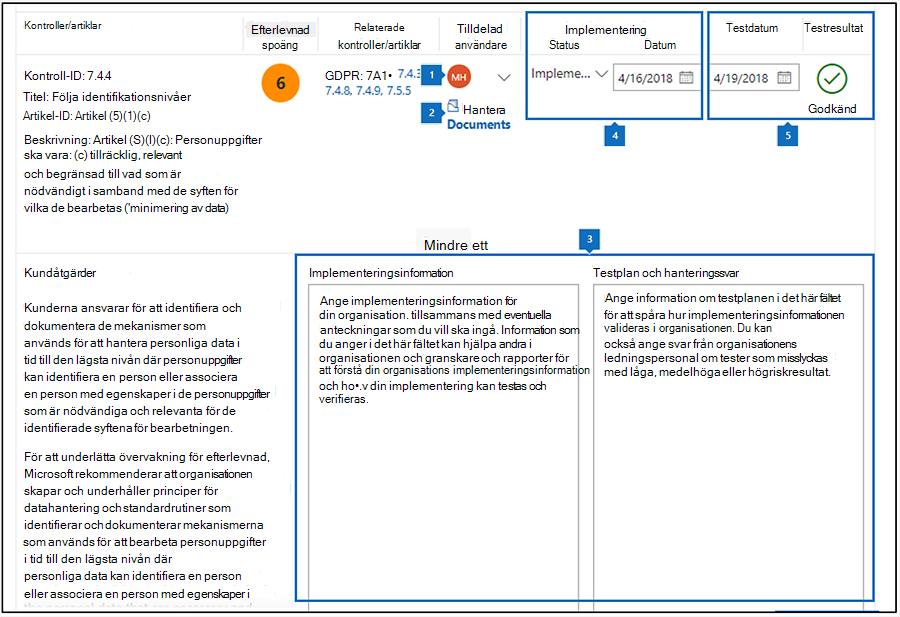 Kontroller/artiklar
Efterlevnad
spoäng
Relaterade
kontroller/artiklar
Tilldelad
användare
Implementering
Status Datum
Testdatum
Testresultat
Kontroll-ID: 7.4.4
Titel: Följa identifikationsnivåer
Artikel-ID: Artikel (5)(1)(c)
Beskrivning: Artikel (S)(I)(c): Personuppgifter
ska vara: (c) tillräcklig, relevant
och begränsad till vad som är
nödvändigt i samband med de syften för
vilka de bearbetas ('minimering av data)
6
GDPR: 7A1• 7.4.3
7.4.8, 7.4.9, 7.5.5
1
MH
2
Hantera
Documents
Impleme...
4/16/2018
4
4/19/2018
Godkänd
5
Mindre ett
3
Kundåtgärder
Kunderna ansvarar för att identifiera och
dokumentera de mekanismer som
används för att hantera personliga data i
tid till den lägsta nivån där personuppgifter
kan identifiera en person eller associera
en person med egenskaper i de personuppgifter
som är nödvändiga och relevanta för de
identifierade syftena för bearbetningen.
För att underlätta övervakning för efterlevnad,
Microsoft rekommenderar att organisationen
skapar och underhåller principer för
datahantering och standardrutiner som
identifierar och dokumenterar mekanismerna
som används för att bearbeta personuppgifter
i tid till den lägsta nivån där
personliga data kan identifiera en person
eller associera en person med egenskaper i
Implementeringsinformation
Ange implementeringsinformation för
din organisation. tillsammans med eventuella
anteckningar som du vill ska ingå. Information som
du anger i det här fältet kan hjälpa andra i
organisationen och granskare och rapporter för
att förstå din organisations implementeringsinformation
och ho•.v din implementering kan testas och
verifieras.
Testplan och hanteringssvar
Ange information om testplanen i det här fältet
för att spåra hur implementeringsinformationen
valideras i organisationen. Du kan
också ange svar från organisationens
ledningspersonal om tester som misslyckas
med låga, medelhöga eller högriskresultat.